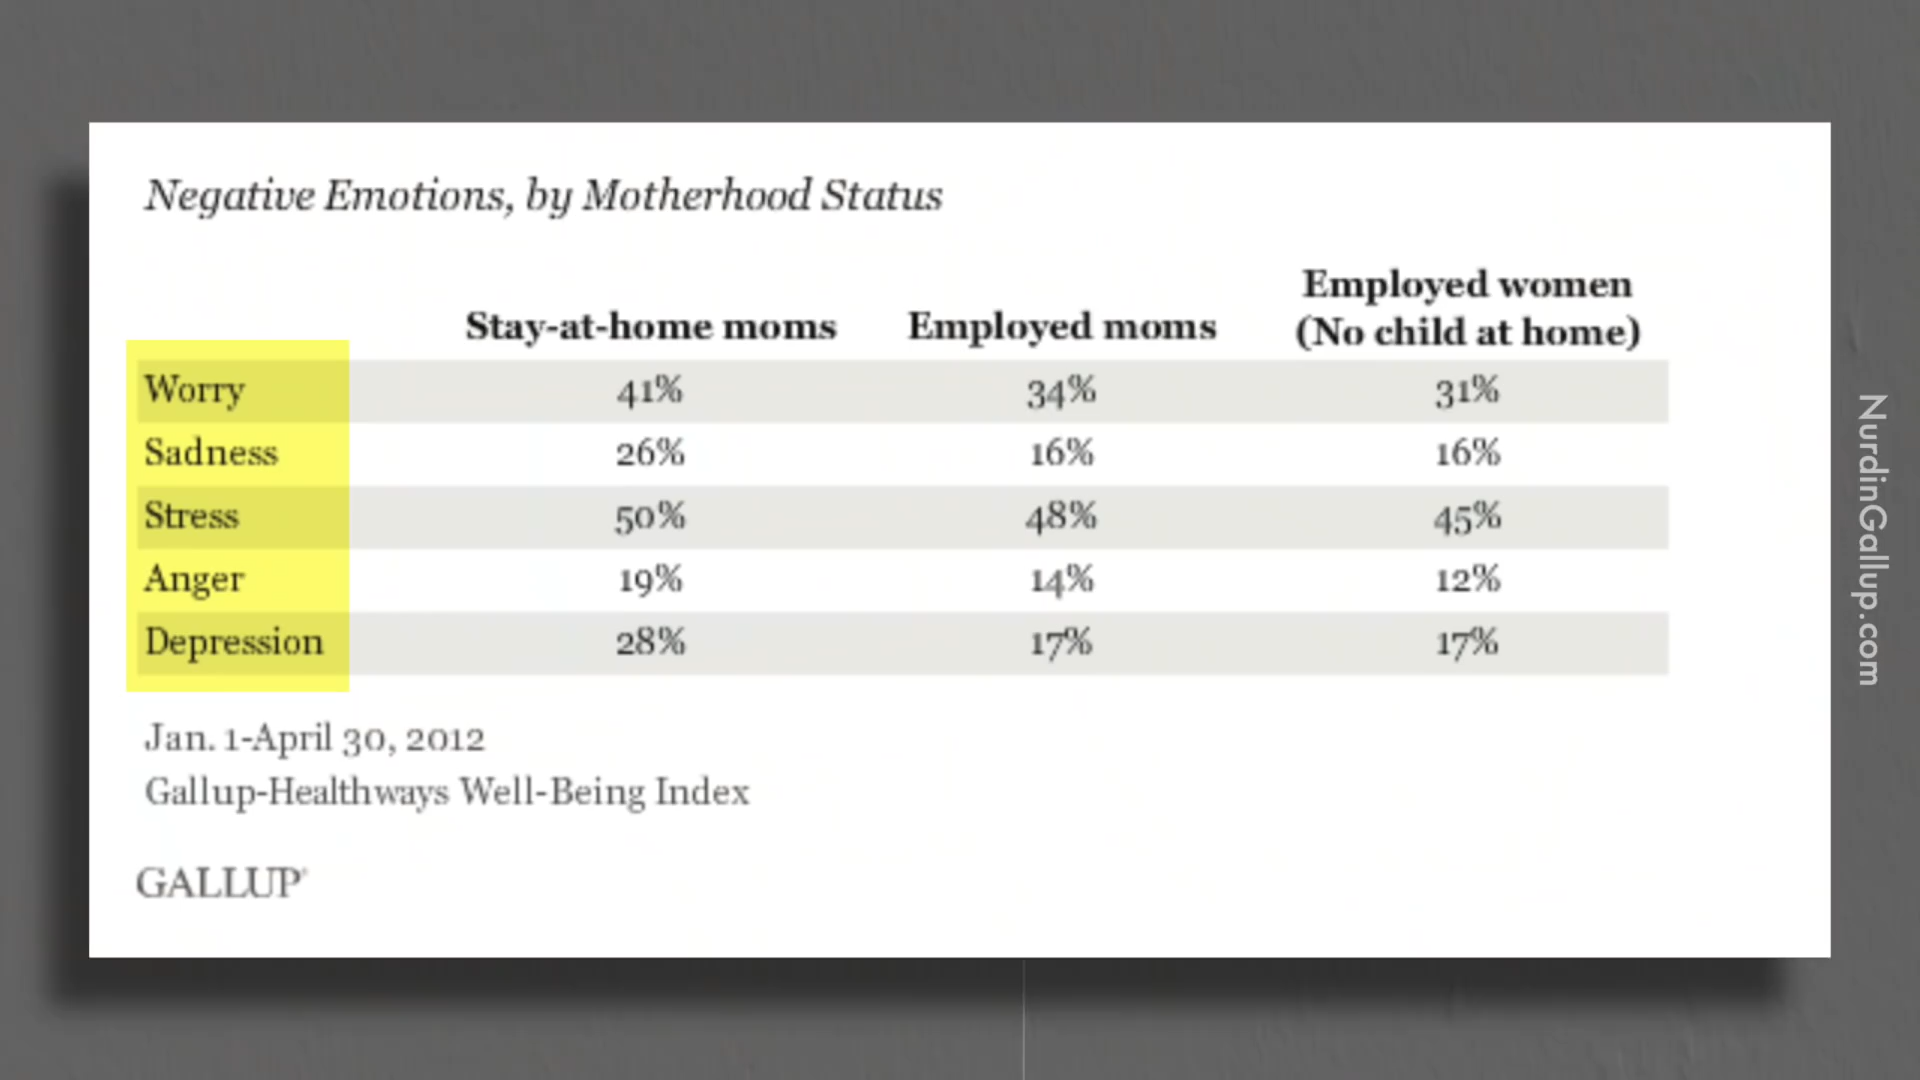 Negative Emotions, by Motherhood Status
Stay-at-home moms Employed moms Employed women (No child at home)
Worry 41% 34% 31%
Sadness 26% 16% 16%
Stress 50% 48% 45%
Anger 19% 14% 12%
Depression 28% 17% 17%
Jan. 1-April 30, 2012
Gallup-Healthways Well-Being Index
GALLUP
NurdinGallup.com